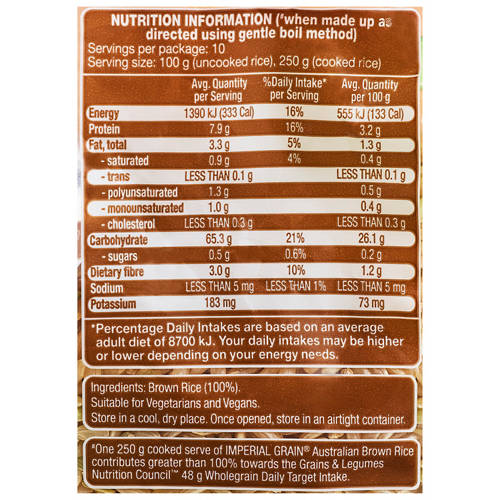 NUTRITION INFORMATION (#when made up as
directed using gentle boil method)
Servings per package: 10
Serving size: 100 g (uncooked rice), 250 g (cooked rice)
Avg. Quantity per Serving %Daily Intake* per Serving Avg. Quantity per 100 g
Energy 1390 kJ (333 Cal) 16% 555 kJ (133 Cal)
Protein 7.9 g 16% 3.2 g
Fat, total 3.3 g 5% 1.3 g
- saturated 0.9 g 4% 0.4 g
- trans LESS THAN 0.1 g LESS THAN 0.1 g
- polyunsaturated 1.3 g 0.5 g
- monounsaturated 1.0 g 0.4 g
- cholesterol LESS THAN 0.3 g LESS THAN 0.3 g
Carbohydrate 65.3 g 21% 26.1 g
- sugars 0.5 g 0.6% 0.2 g
Dietary fibre 3.0 g 10% 1.2 g
Sodium LESS THAN 5 mg LESS THAN 1% LESS THAN 5 mg
Potassium 183 mg 73 mg
*Percentage Daily Intakes are based on an average
adult diet of 8700 kJ. Your daily intakes may be higher
or lower depending on your energy needs.
Ingredients: Brown Rice (100%).
Suitable for Vegetarians and Vegans.
Store in a cool, dry place. Once opened, store in an airtight container.
^One 250 g cooked serve of IMPERIAL GRAIN® Australian Brown Rice
contributes greater than 100% towards the Grains & Legumes
Nutrition Council™ 48 g Wholegrain Daily Target Intake.